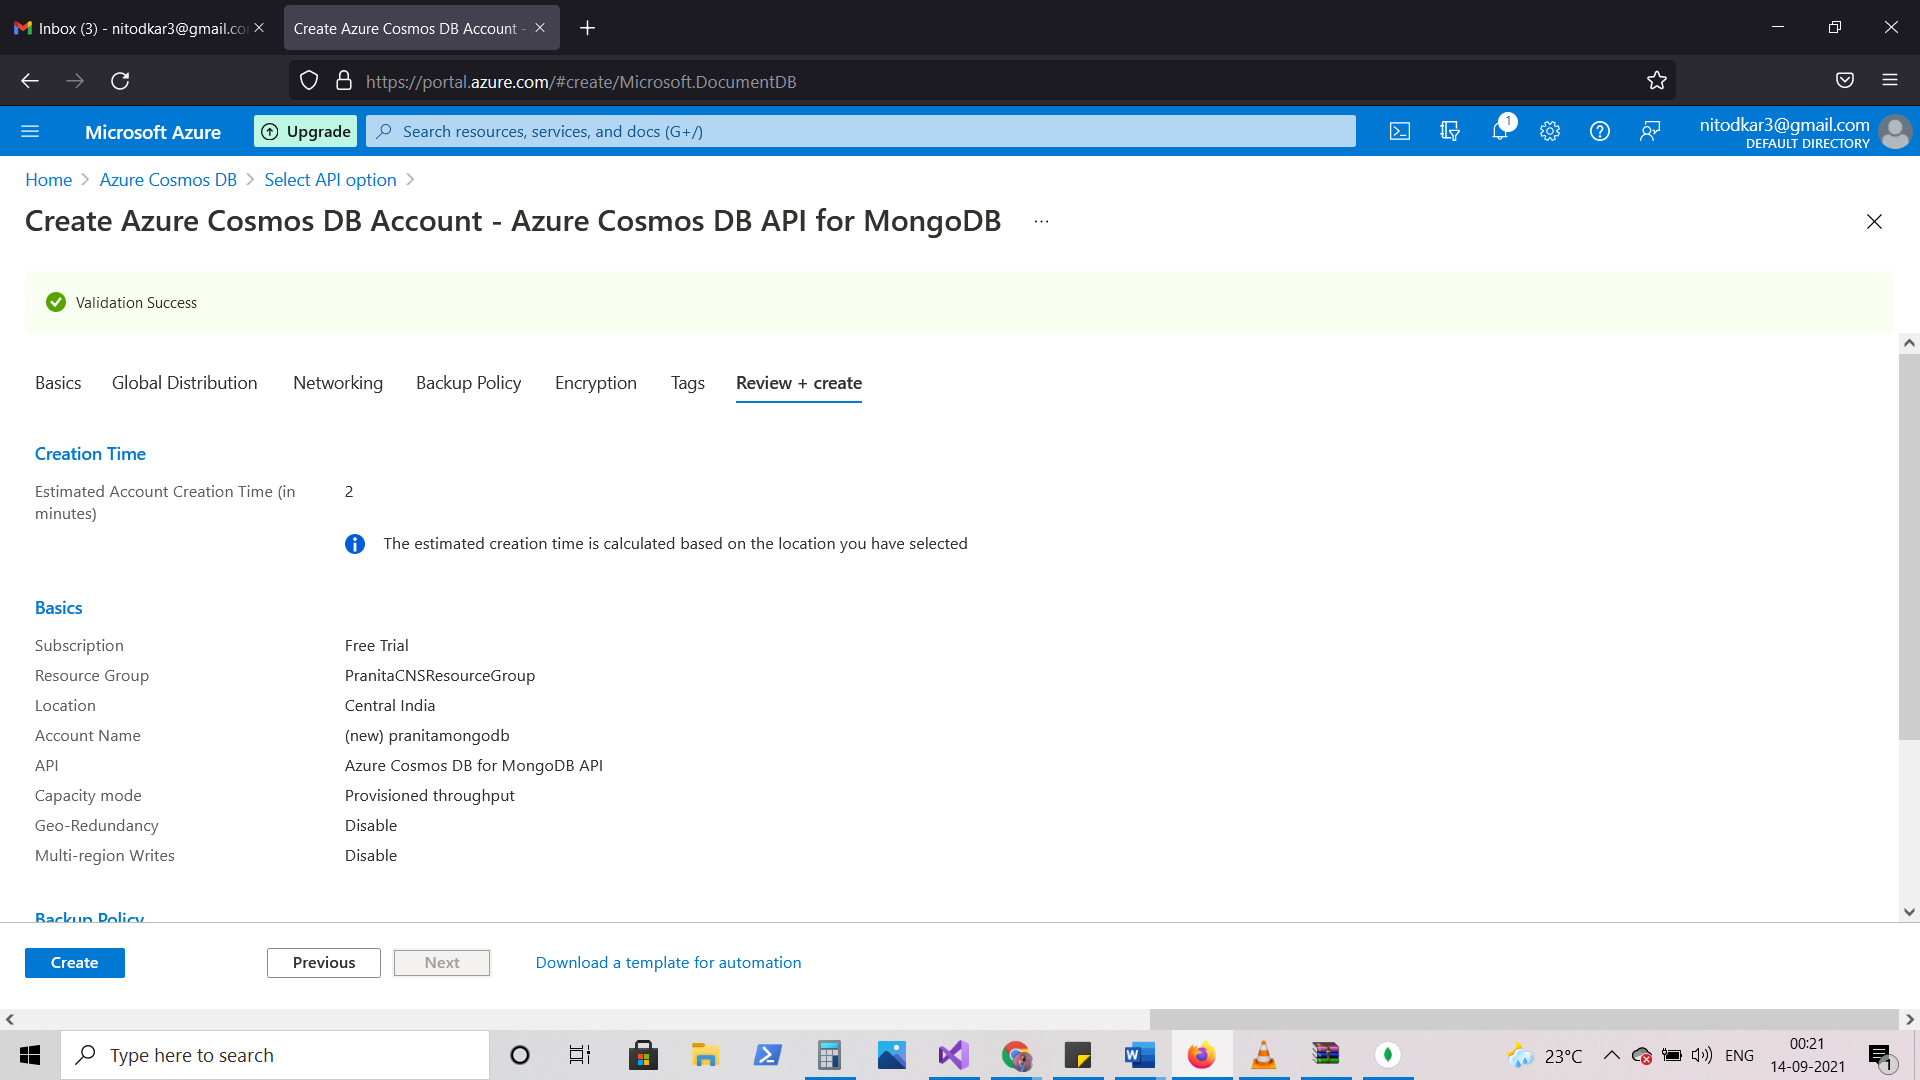 Inbox (3) - nitodkar3@gmail.co
Create Azure Cosmos DB Account -
https://portal.azure.com/#create/Microsoft.DocumentDB
Microsoft Azure
Upgrade
Search resources, services, and docs (G+/)
1
nitodkar3@gmail.com
DEFAULT DIRECTORY
Home > Azure Cosmos DB > Select API option >
Create Azure Cosmos DB Account - Azure Cosmos DB API for MongoDB ...
Validation Success
Basics Global Distribution Networking Backup Policy Encryption Tags Review + create
Creation Time
Estimated Account Creation Time (in minutes) 2
The estimated creation time is calculated based on the location you have selected
Basics
Subscription Free Trial
Resource Group PranitaCNSResourceGroup
Location Central India
Account Name (new) pranitamongodb
API Azure Cosmos DB for MongoDB API
Capacity mode Provisioned throughput
Geo-Redundancy Disable
Multi-region Writes Disable
Backup Policy
Create Previous Next Download a template for automation
Type here to search
23°C
ENG
00:21
14-09-2021
1